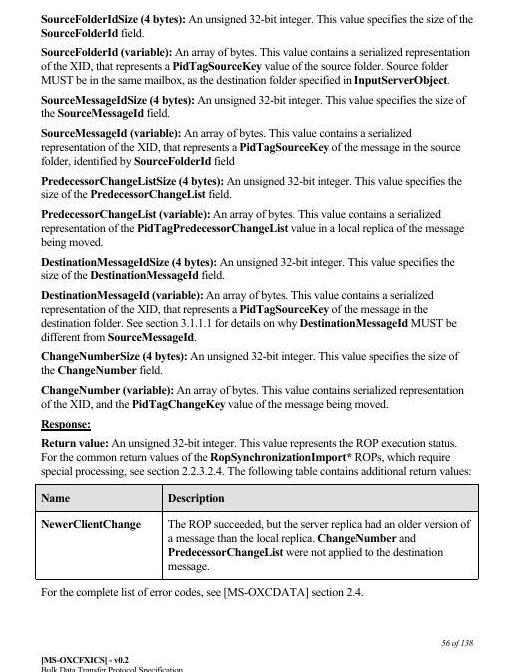 SourceFolderIdSize (4 bytes): An unsigned 32-bit integer. This value specifies the size of the
SourceFolderId field.
SourceFolderId (variable): An array of bytes. This value contains a serialized representation
of the XID, that represents a PidTagSourceKey value of the source folder. Source folder
MUST be in the same mailbox, as the destination folder specified in InputServerObject.
SourceMessageIdSize (4 bytes): An unsigned 32-bit integer. This value specifies the size of
the SourceMessageId field.
SourceMessageId (variable): An array of bytes. This value contains a serialized
representation of the XID, that represents a PidTagSourceKey of the message in the source
folder, identified by SourceFolderId field
PredecessorChangeListSize (4 bytes): An unsigned 32-bit integer. This value specifies the
size of the PredecessorChangeList field.
PredecessorChangeList (variable): An array of bytes. This value contains a serialized
representation of the PidTagPredecessorChangeList value in a local replica of the message
being moved.
DestinationMessageIdSize (4 bytes): An unsigned 32-bit integer. This value specifies the
size of the DestinationMessageId field.
DestinationMessageId (variable): An array of bytes. This value contains a serialized
representation of the XID, that represents a PidTagSourceKey of the message in the
destination folder. See section 3.1.1.1 for details on why DestinationMessageId MUST be
different from SourceMessageId.
ChangeNumberSize (4 bytes): An unsigned 32-bit integer. This value specifies the size of
the ChangeNumber field.
ChangeNumber (variable): An array of bytes. This value contains serialized representation
of the XID, and the PidTagChangeKey value of the message being moved.
Response:
Return value: An unsigned 32-bit integer. This value represents the ROP execution status.
For the common return values of the RopSynchronizationImport* ROPs, which require
special processing, see section 2.2.3.2.4. The following table contains additional return values:
Name Description
NewerClientChange The ROP succeeded, but the server replica had an older version of
a message than the local replica. ChangeNumber and
PredecessorChangeList were not applied to the destination
message.
For the complete list of error codes, see [MS-OXCDATA] section 2.4.
56 of 138
[MS-OXCFXICS] - v0.2
Bulk Data Transfer Protocol Specification